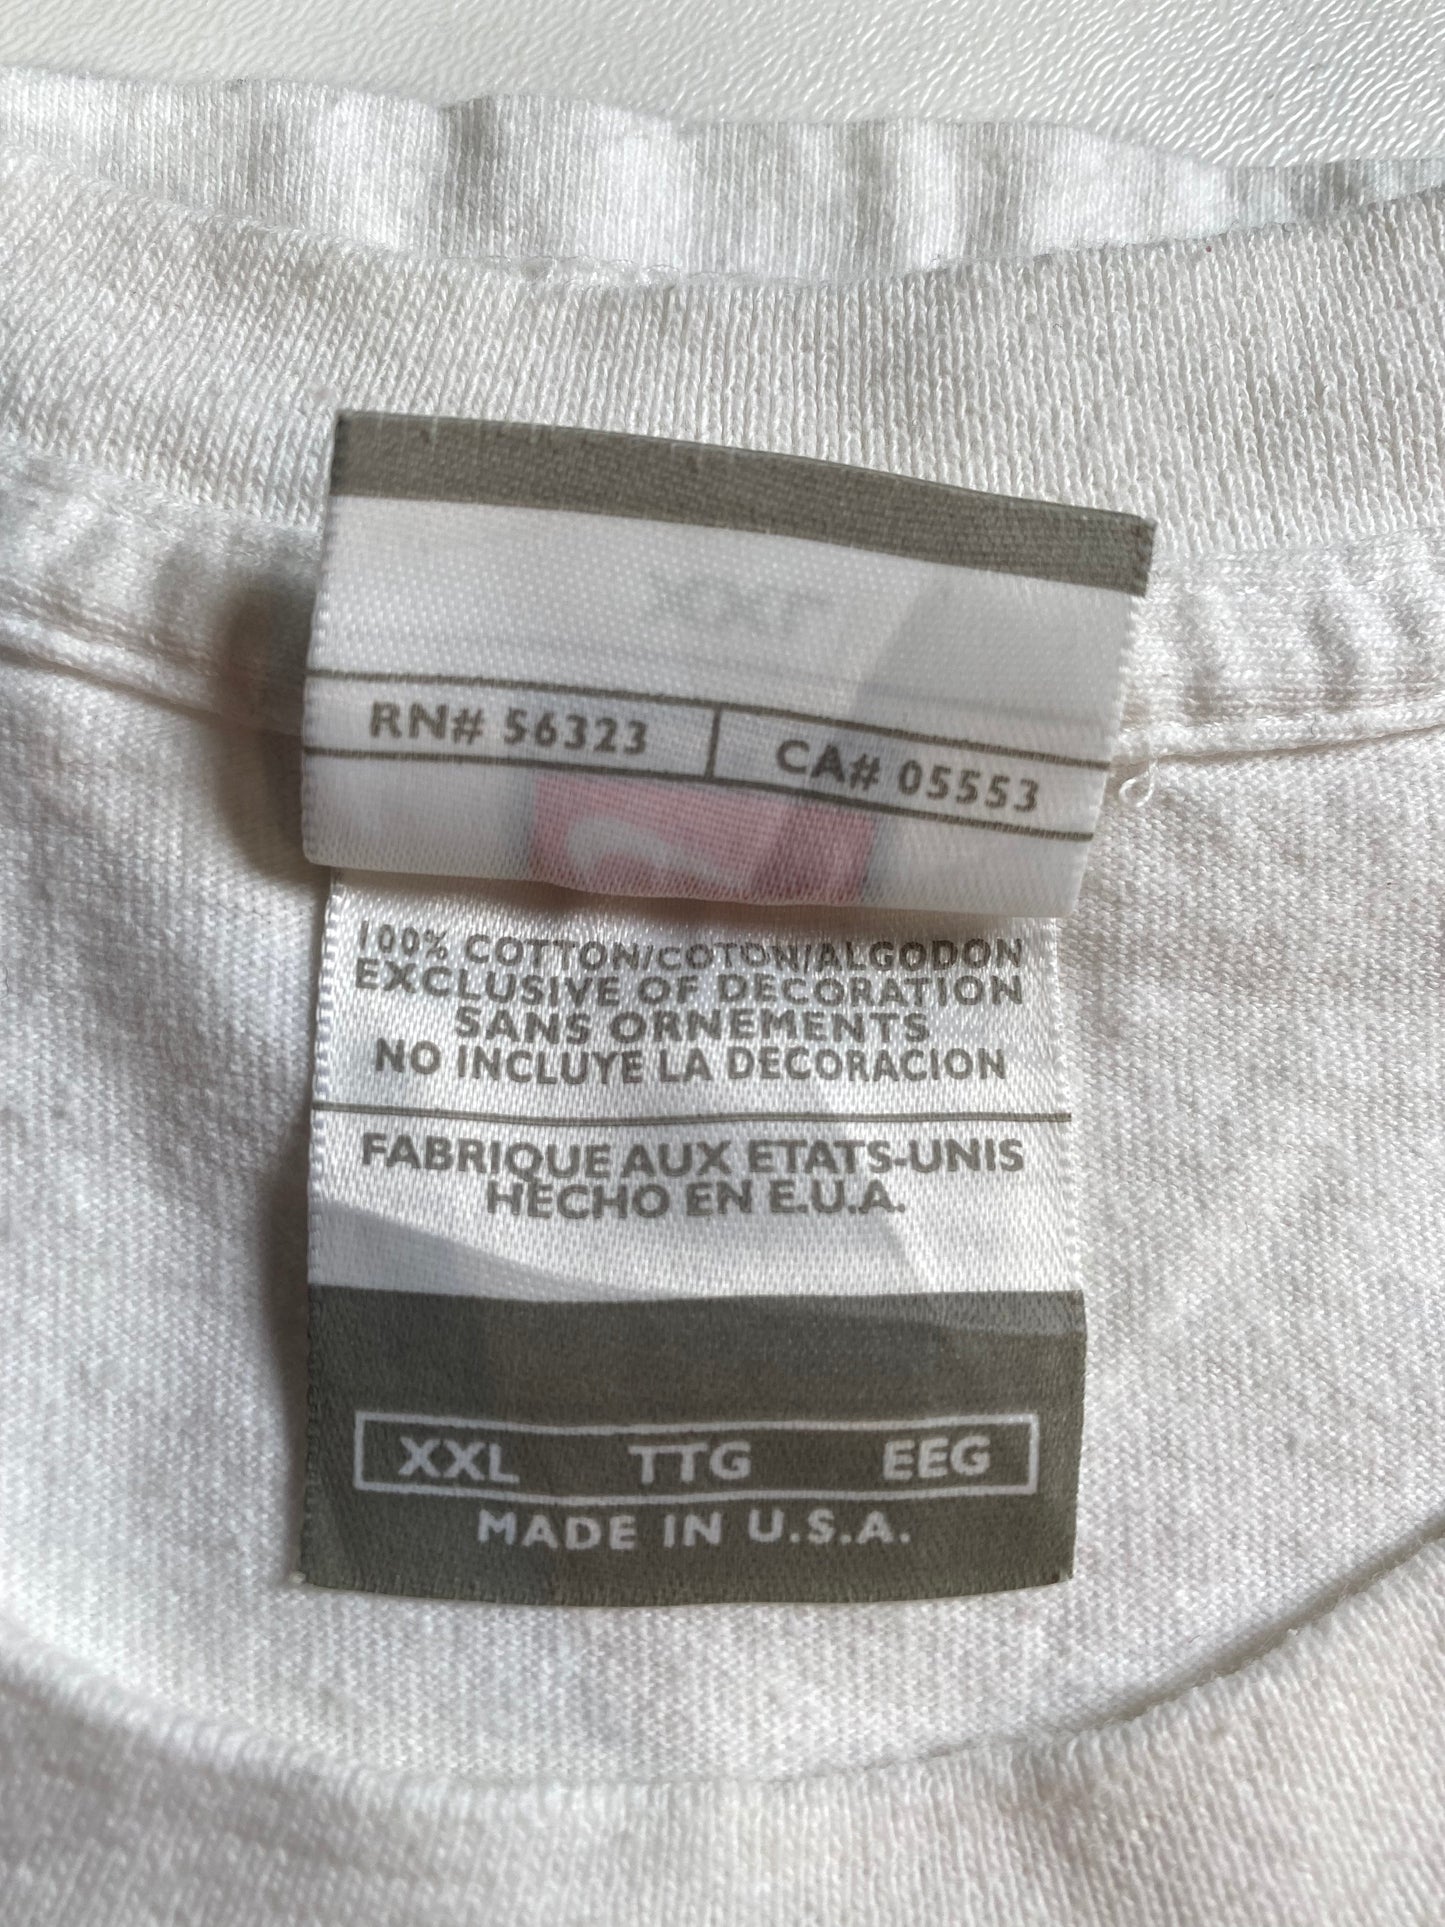 RN# 56323 CA# 05553
100% COTTON/COTON/ALGODON
EXCLUSIVE OF DECORATION
SANS ORNEMENTS
NO INCLUYE LA DECORACION
FABRIQUE AUX ETATS-UNIS
HECHO EN E.U.A.
XXL TTG EEG
MADE IN U.S.A.